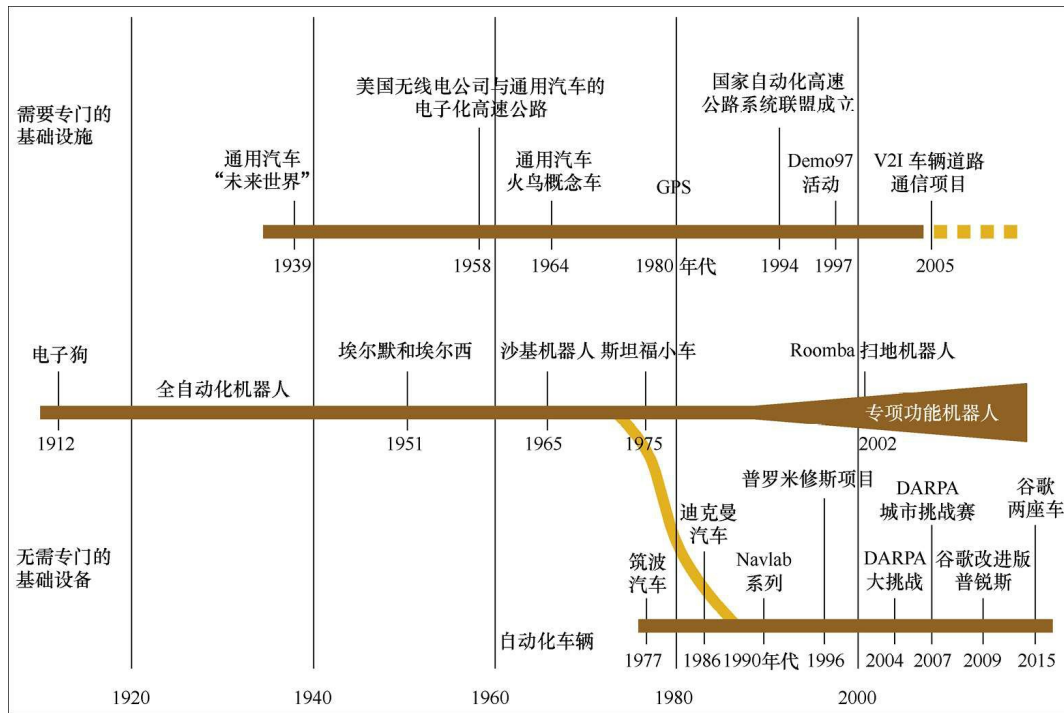 需要专门的
基础设施
通用汽车
“未来世界”
美国无线电公司与通用汽车的
电子化高速公路
通用汽车
火鸟概念车
GPS
国家自动化高速
公路系统联盟成立
Demo97
活动
V2I 车辆道路
通信项目
1939
1958
1964
1980 年代
1994
1997
2005
电子狗
全自动化机器人
埃尔默和埃尔西
沙基机器人
斯坦福小车
Roomba 扫地机器人
专项功能机器人
1912
1951
1965
1975
2002
无需专门的
基础设备
筑波
汽车
迪克曼
汽车
Navlab
系列
普罗米修斯项目
DARPA
大挑战
DARPA
城市挑战赛
谷歌改进版
普锐斯
谷歌
两座车
自动化车辆
1977
1986
1990年代
1996
2004
2007
2009
2015
1920
1940
1960
1980
2000